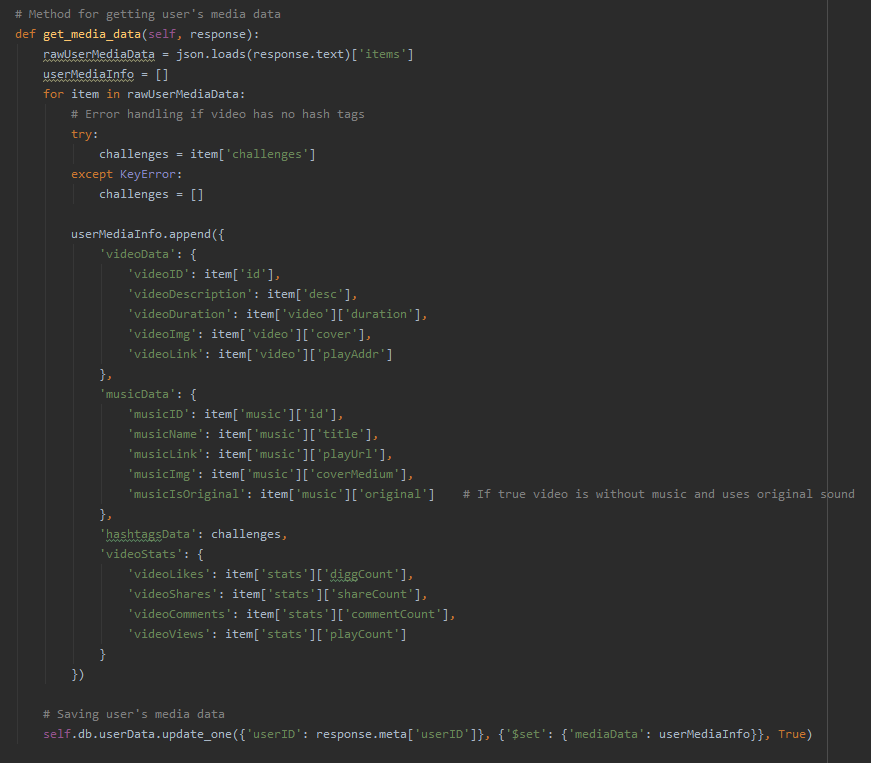 # Method for getting user's media data
def get_media_data(self, response):
    rawUserMediaData = json.loads(response.text)['items']
    userMediaInfo = []
    for item in rawUserMediaData:
        # Error handling if video has no hash tags
        try:
            challenges = item['challenges']
        except KeyError:
            challenges = []

        userMediaInfo.append({
            'videoData': {
                'videoID': item['id'],
                'videoDescription': item['desc'],
                'videoDuration': item['video']['duration'],
                'videoImg': item['video']['cover'],
                'videoLink': item['video']['playAddr']
            },
            'musicData': {
                'musicID': item['music']['id'],
                'musicName': item['music']['title'],
                'musicLink': item['music']['playUrl'],
                'musicImg': item['music']['coverMedium'],
                'musicIsOriginal': item['music']['original']    # If true video is without music and uses original sound
            },
            'hashtagsData': challenges,
            'videoStats': {
                'videoLikes': item['stats']['diggCount'],
                'videoShares': item['stats']['shareCount'],
                'videoComments': item['stats']['commentCount'],
                'videoViews': item['stats']['playCount']
            }
        })

    # Saving user's media data
    self.db.userData.update_one({'userID': response.meta['userID']}, {'$set': {'mediaData': userMediaInfo}}, True)